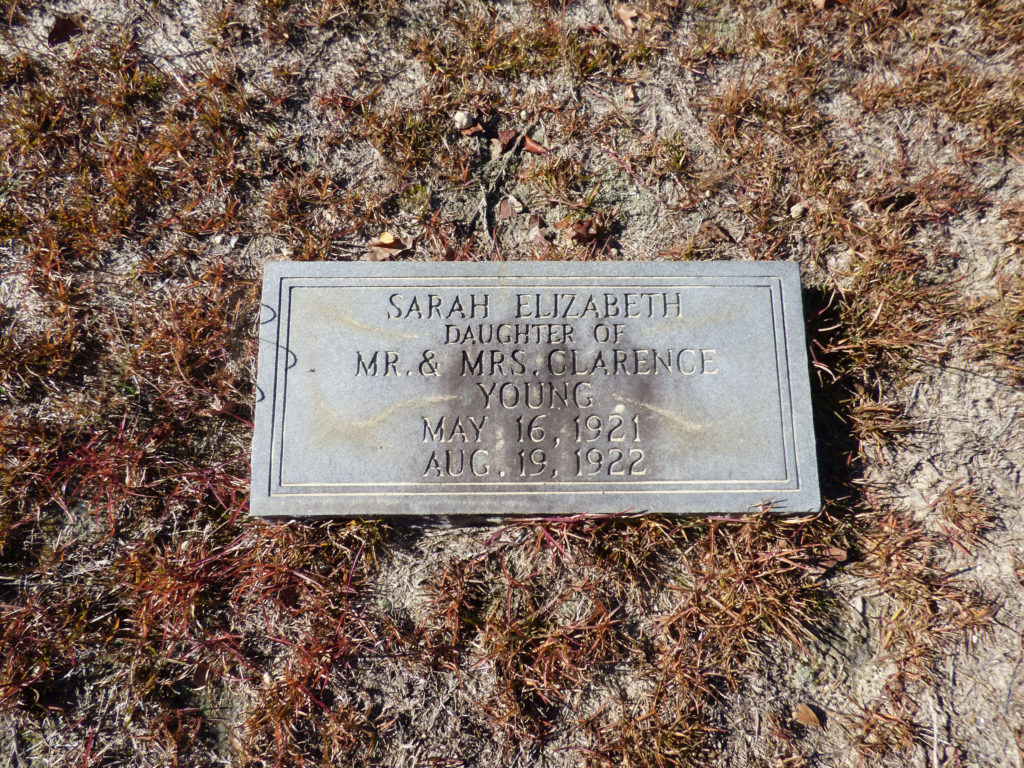 SARAH ELIZABETH
DAUGHTER OF
MR. & MRS. CLARENCE
YOUNG
MAY 16, 1921
AUG. 19, 1922